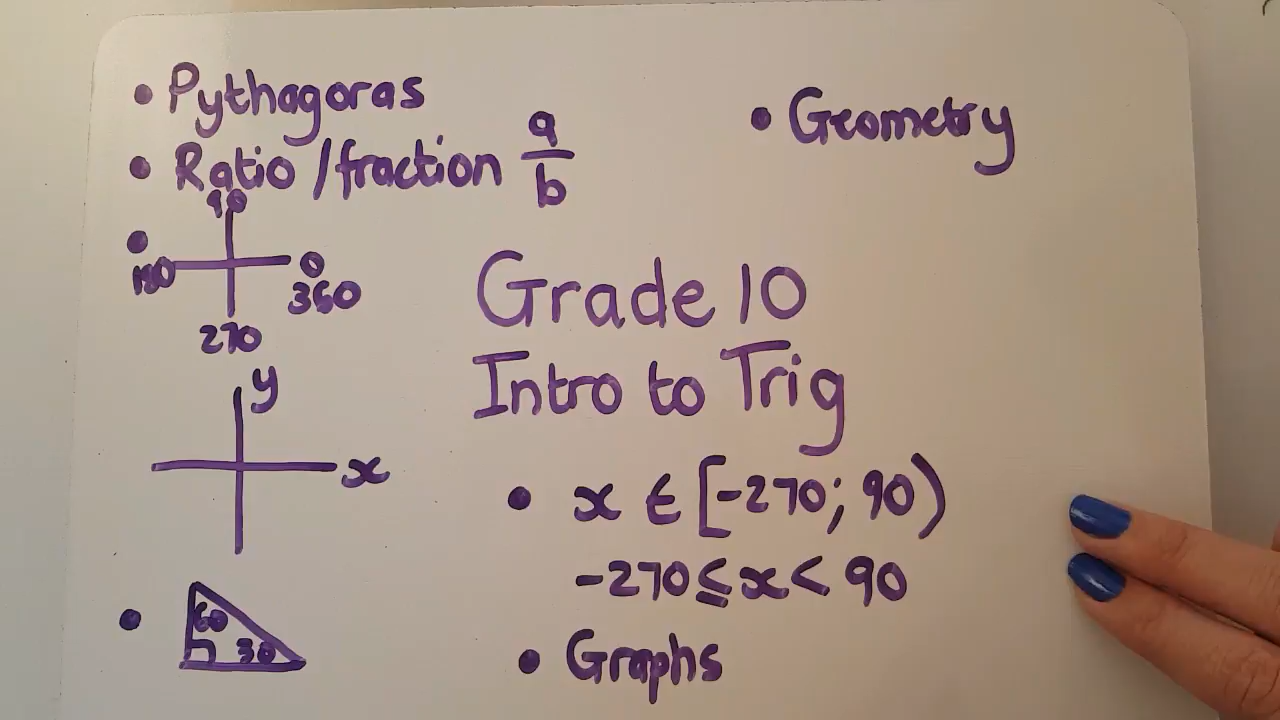 • Pythagoras
• Ratio/fraction a/b
90
•
180
0
360
270
y
x
•
60
30
• Geometry
Grade 10
Intro to Trig
• x ∈ [-270; 90)
-270 ≤ x < 90
• Graphs